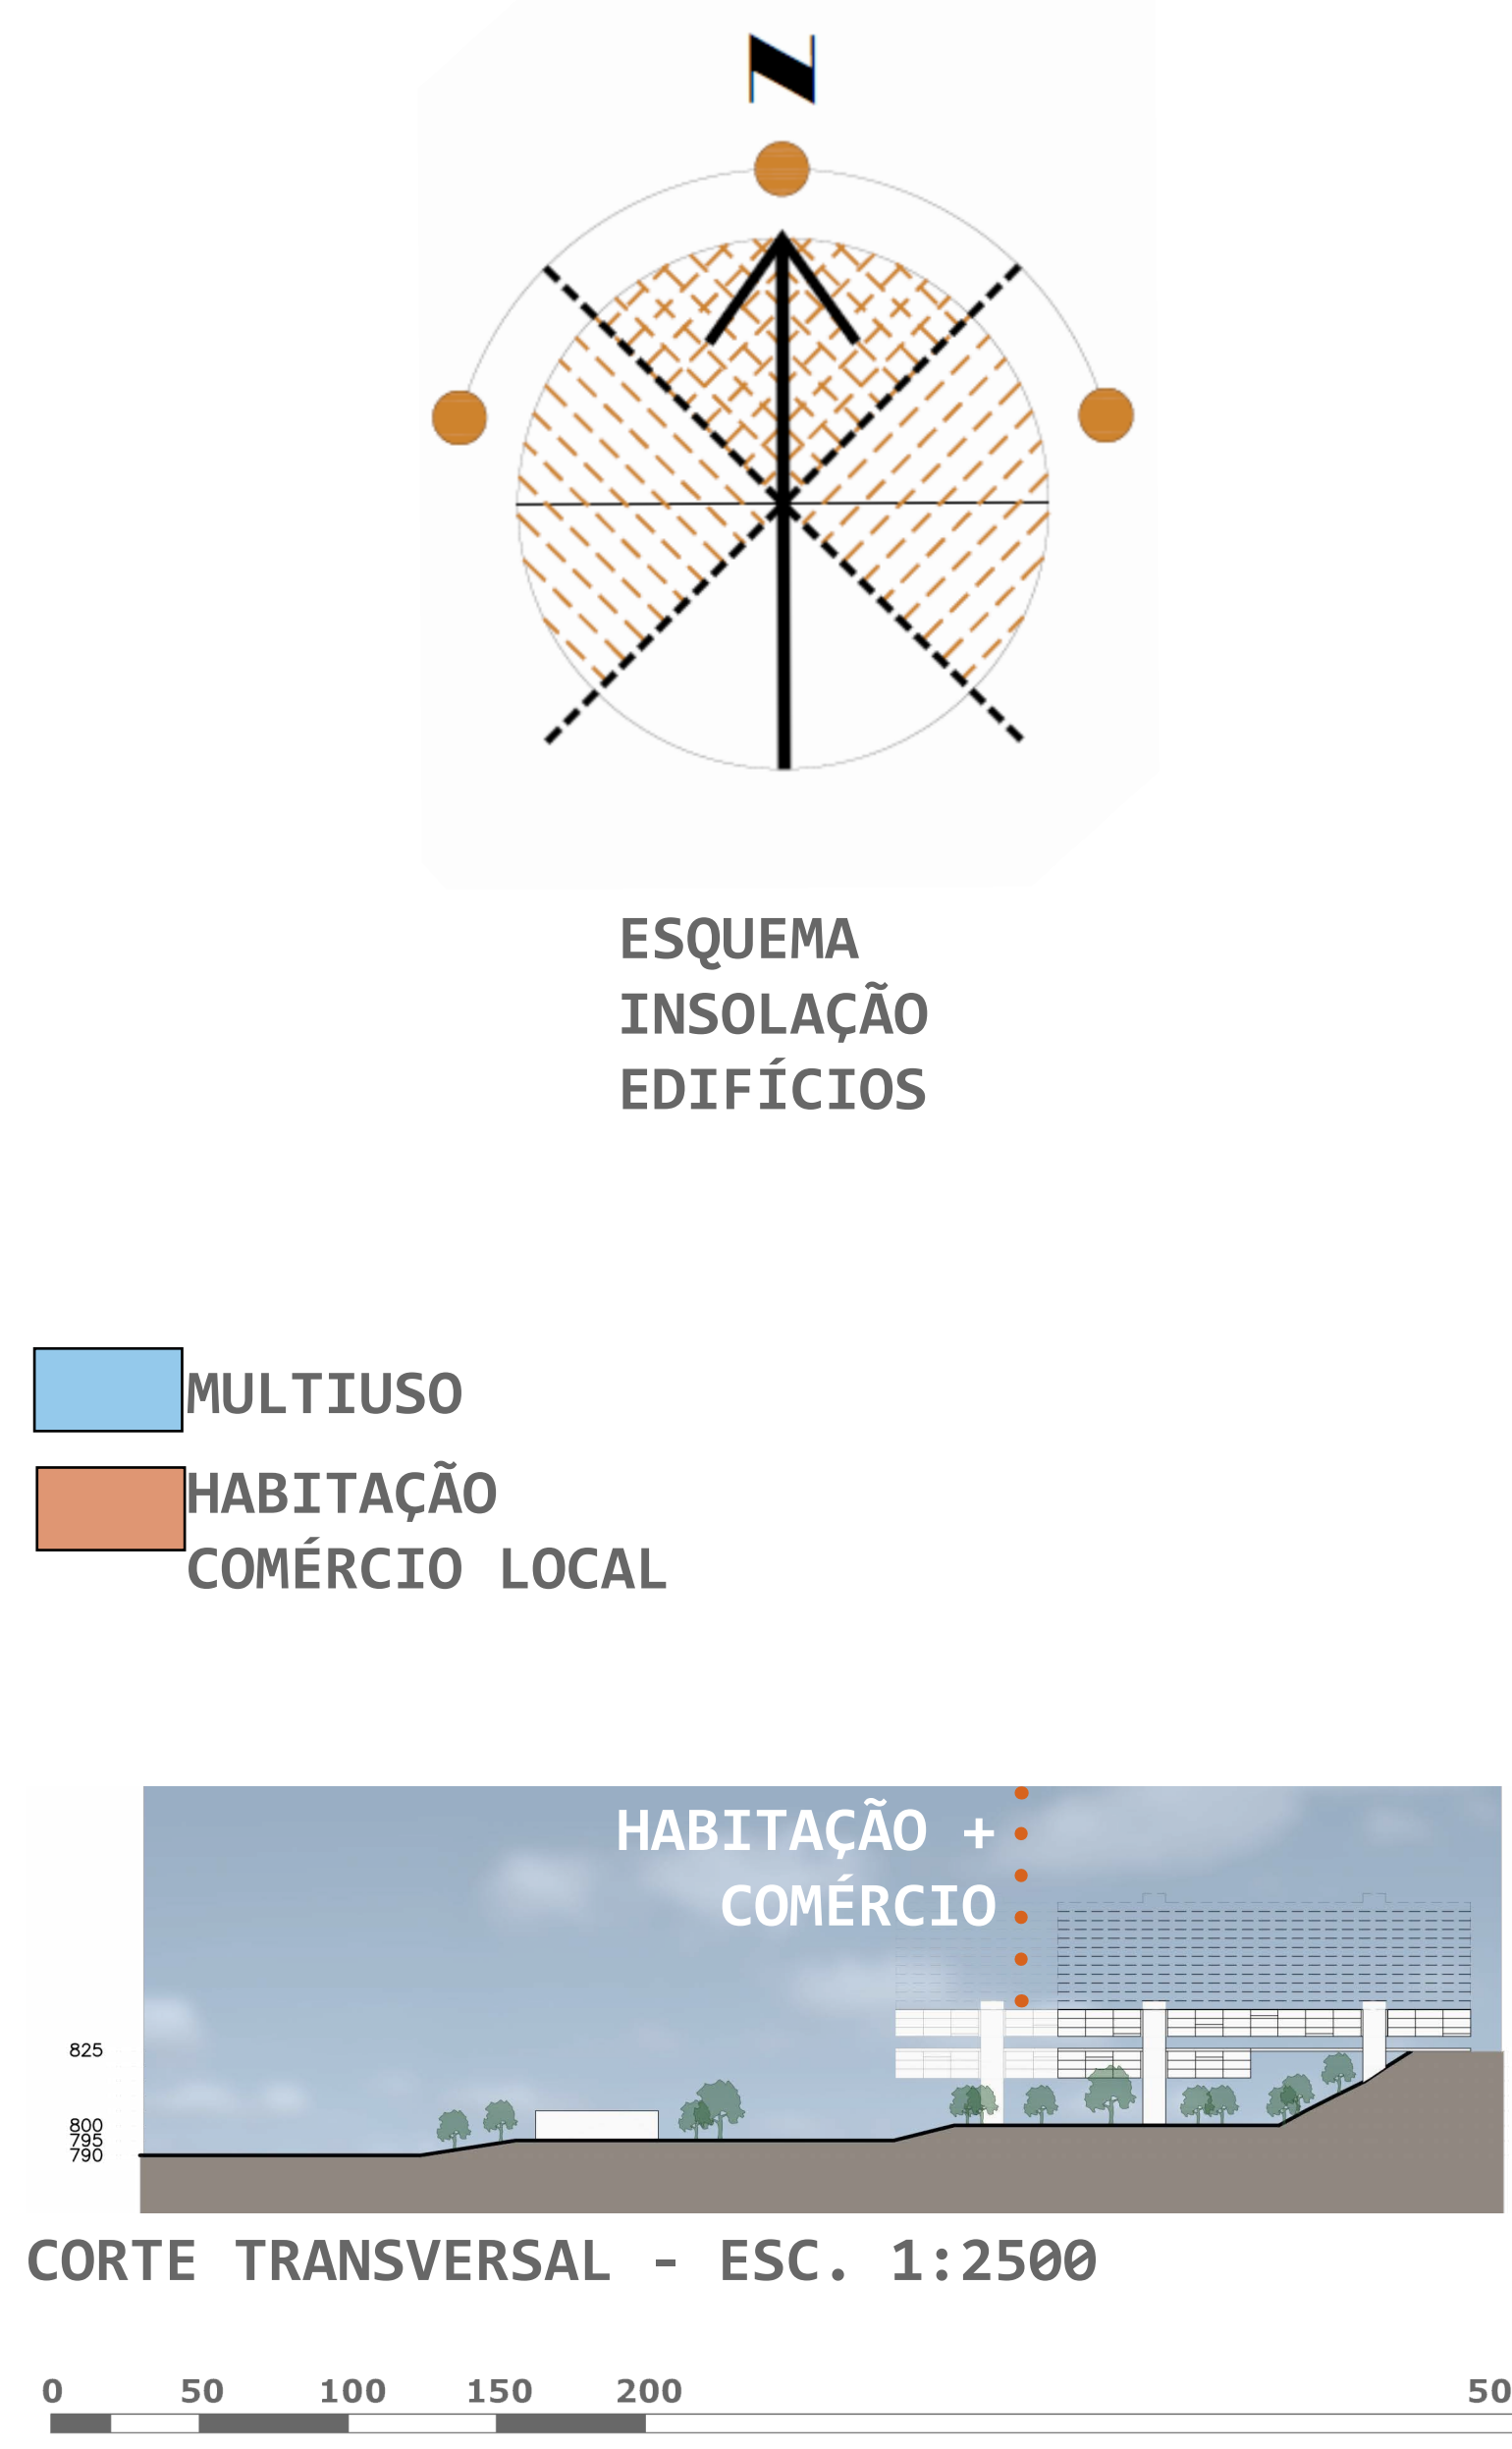 N
ESQUEMA
INSOLAÇÃO
EDIFÍCIOS
MULTIUSO
HABITAÇÃO
COMÉRCIO LOCAL
HABITAÇÃO +
COMÉRCIO
825
800
795
790
CORTE TRANSVERSAL - ESC. 1:2500
0 50 100 150 200 50